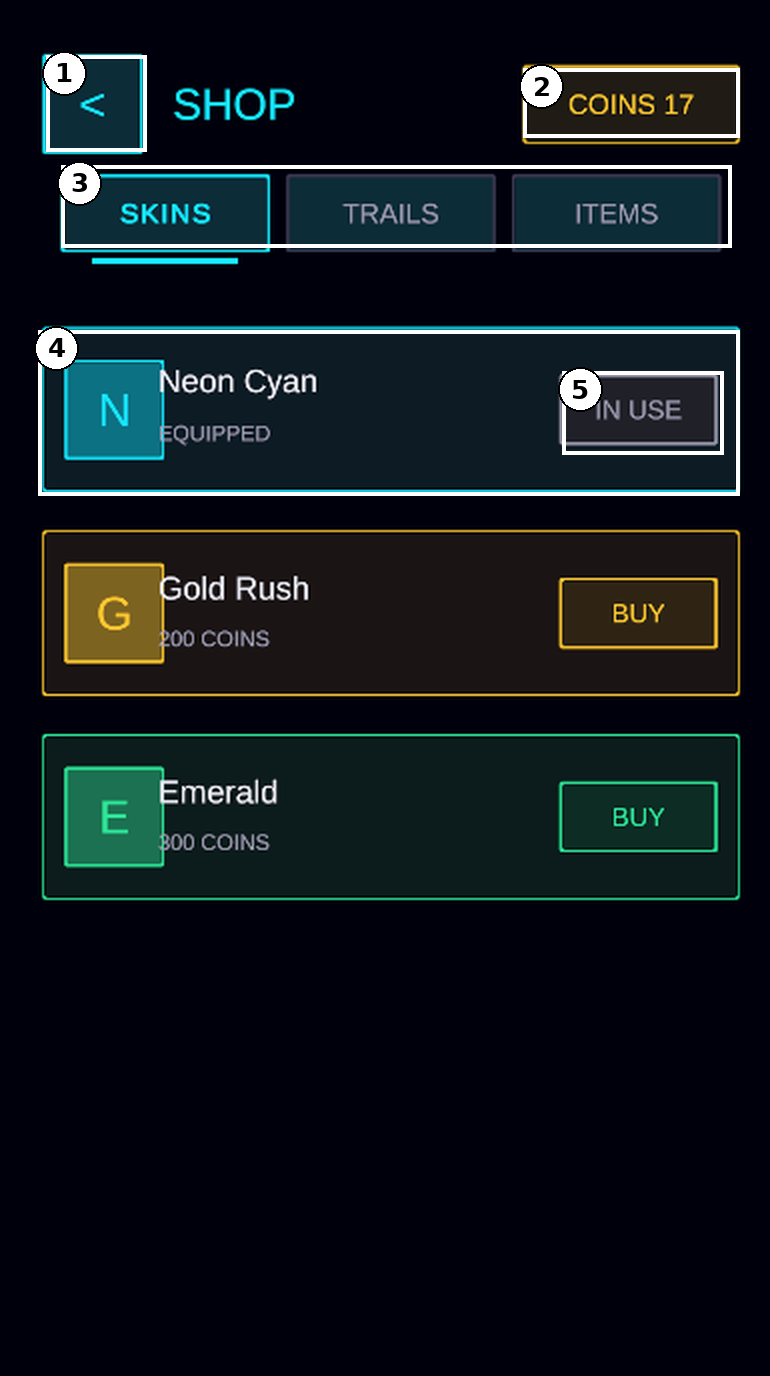 1
<
SHOP
2
COINS 17
3
SKINS
TRAILS
ITEMS
4
N
Neon Cyan
EQUIPPED
5
IN USE
G
Gold Rush
200 COINS
BUY
E
Emerald
300 COINS
BUY